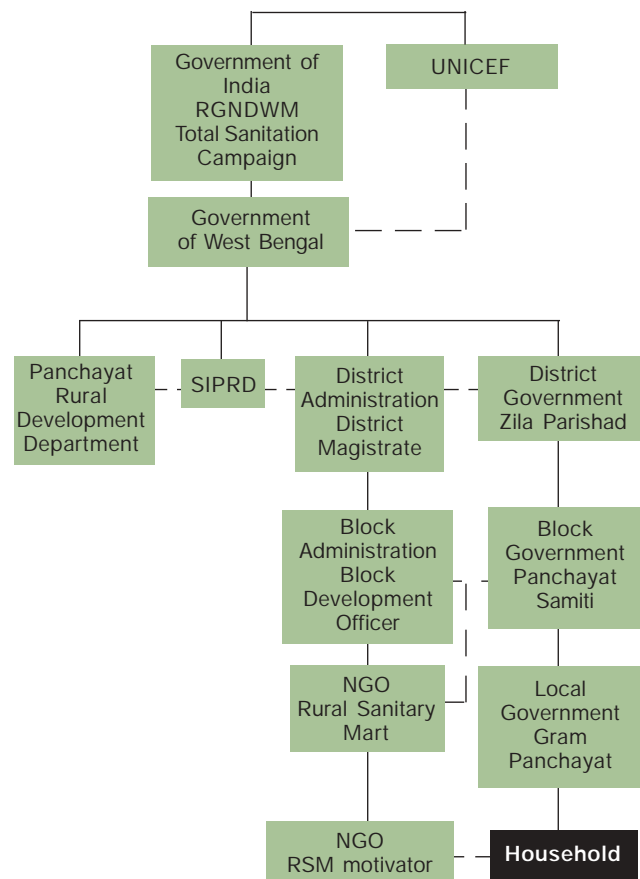 Government of
India
RGNDWM
Total Sanitation
Campaign
UNICEF
Government
of West Bengal
Panchayat
Rural
Development
Department
SIPRD
District
Administration
District
Magistrate
District
Government
Zila Parishad
Block
Administration
Block
Development
Officer
Block
Government
Panchayat
Samiti
NGO
Rural Sanitary
Mart
Local
Government
Gram
Panchayat
NGO
RSM motivator
Household